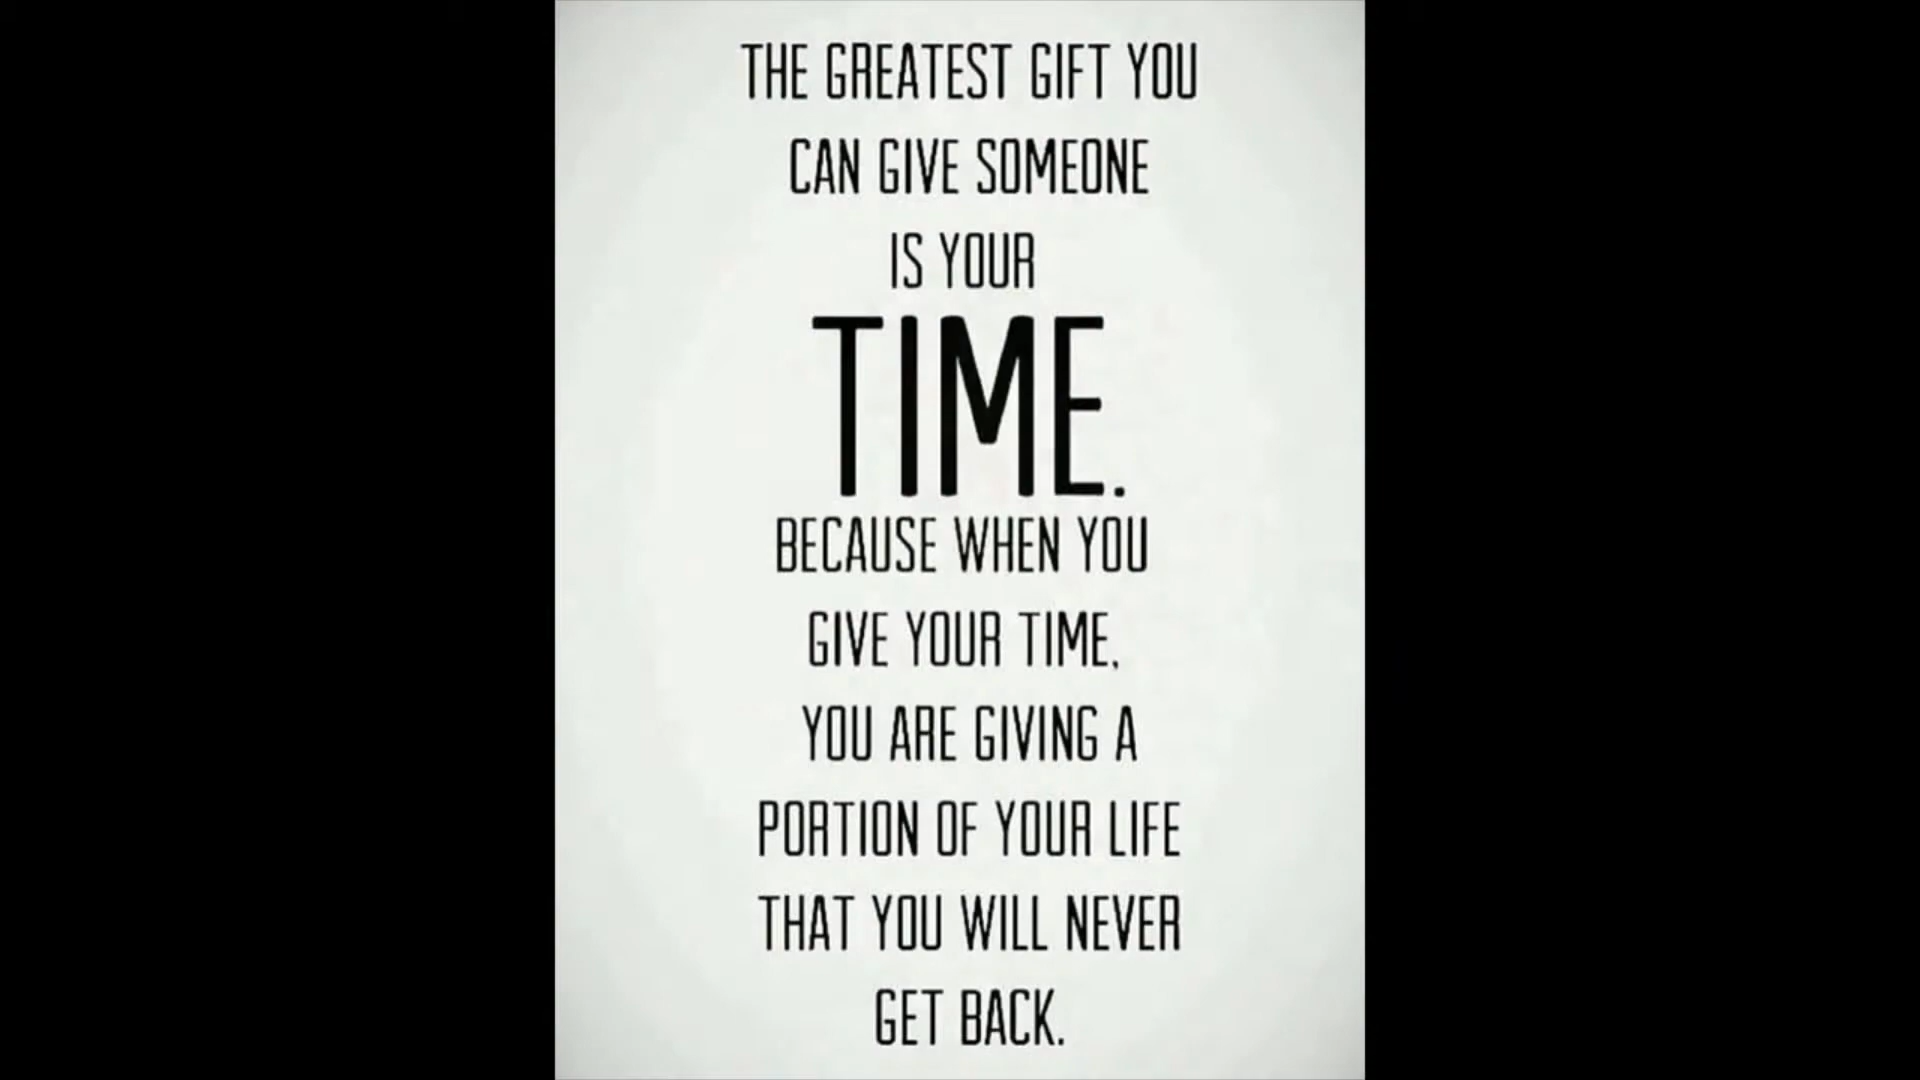 THE GREATEST GIFT YOU
CAN GIVE SOMEONE
IS YOUR
TIME.
BECAUSE WHEN YOU
GIVE YOUR TIME,
YOU ARE GIVING A
PORTION OF YOUR LIFE
THAT YOU WILL NEVER
GET BACK.